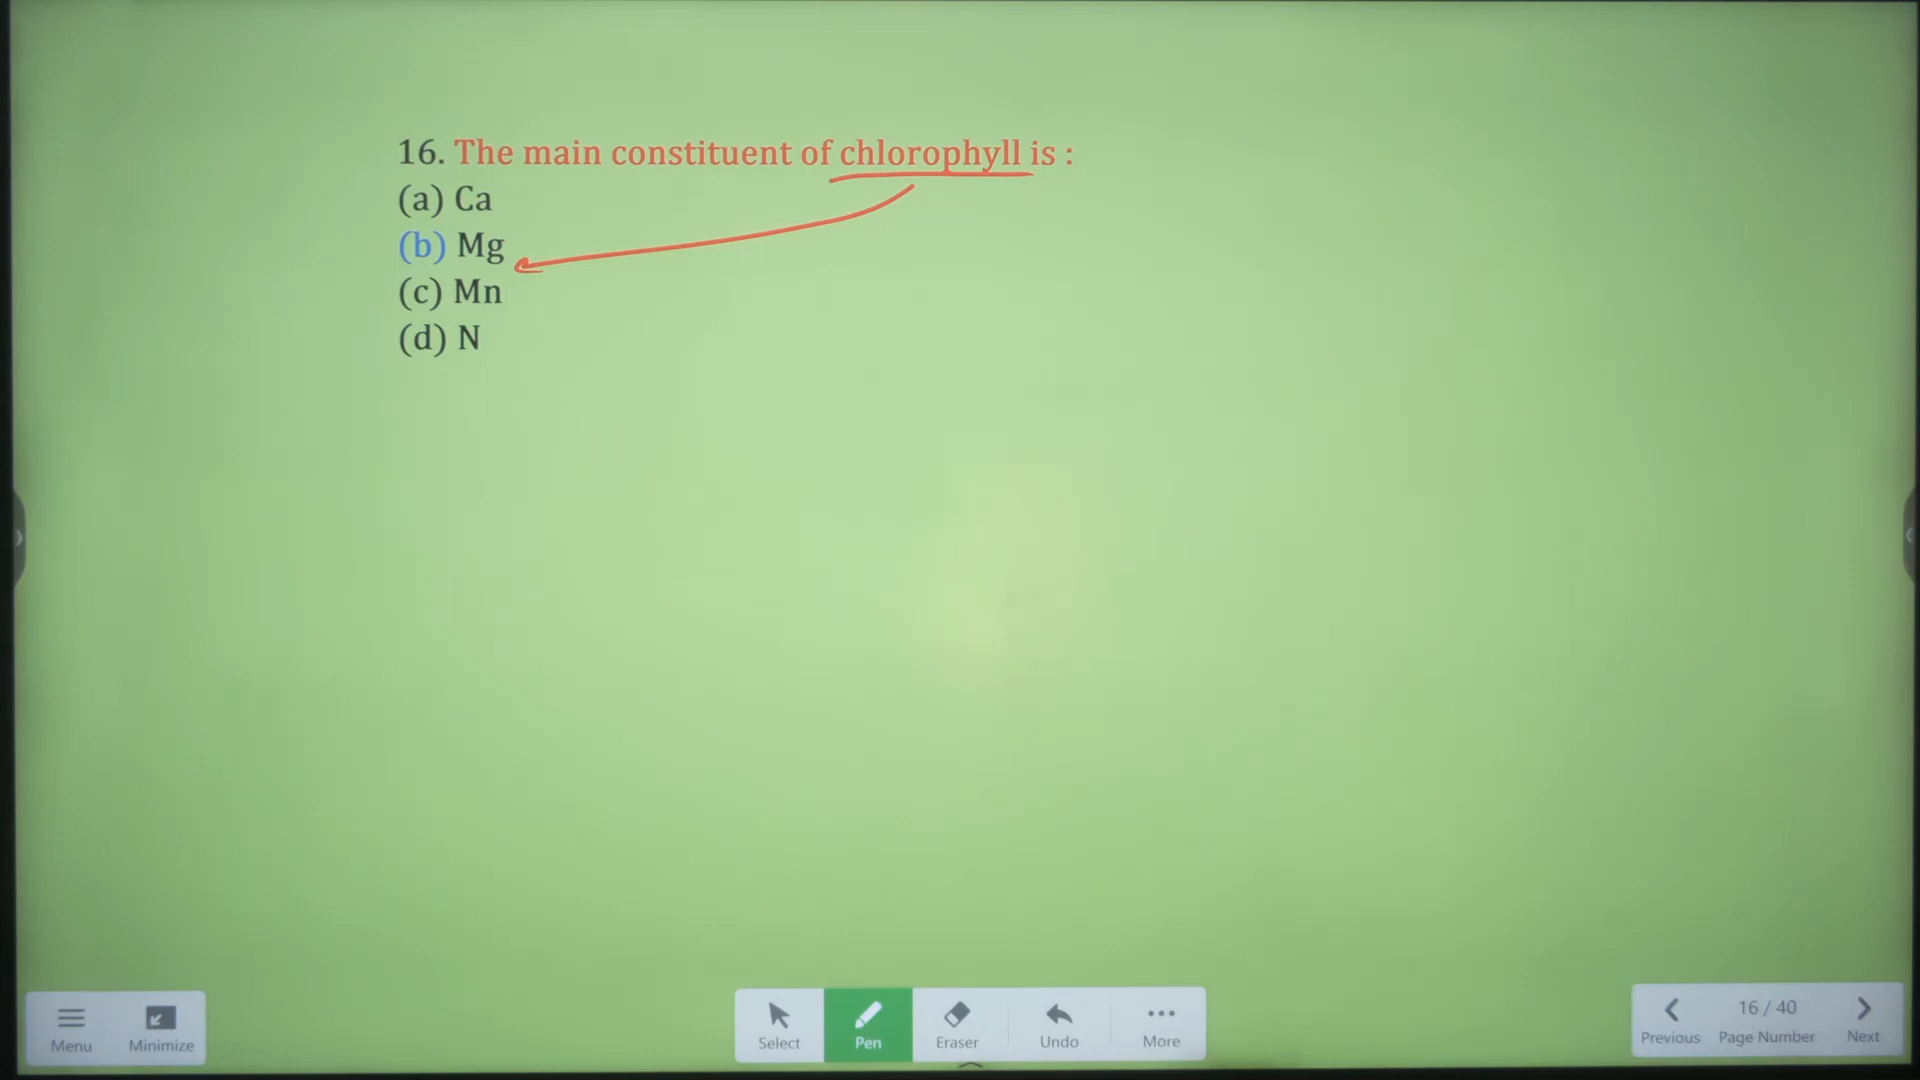 16. The main constituent of chlorophyll is :
(a) Ca
(b) Mg
(c) Mn
(d) N
Menu
Minimize
Select
Pen
Eraser
Undo
More
Previous
16 / 40
Page Number
Next